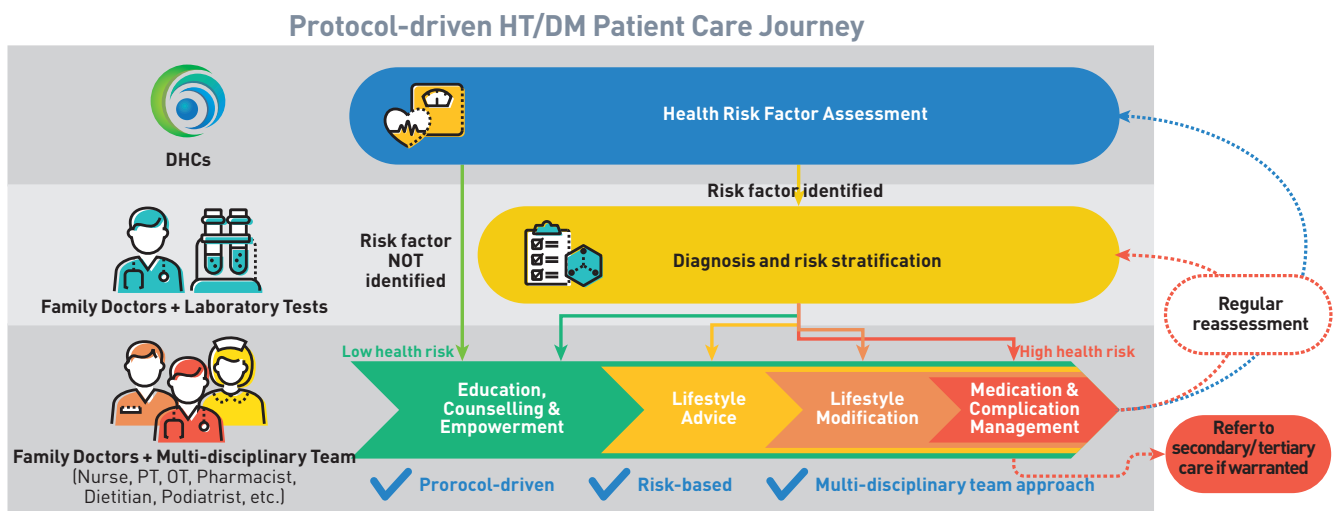 Protocol-driven HT/DM Patient Care Journey
DHCs
Health Risk Factor Assessment
Risk factor identified
Risk factor
NOT
identified
Family Doctors + Laboratory Tests
Diagnosis and risk stratification
Regular
reassessment
Low health risk
High health risk
Education,
Counselling &
Empowerment
Lifestyle
Advice
Lifestyle
Modification
Medication &
Complication
Management
Family Doctors + Multi-disciplinary Team
(Nurse, PT, OT, Pharmacist,
Dietitian, Podiatrist, etc.)
Refer to
secondary/tertiary
care if warranted
Prorocol-driven
Risk-based
Multi-disciplinary team approach